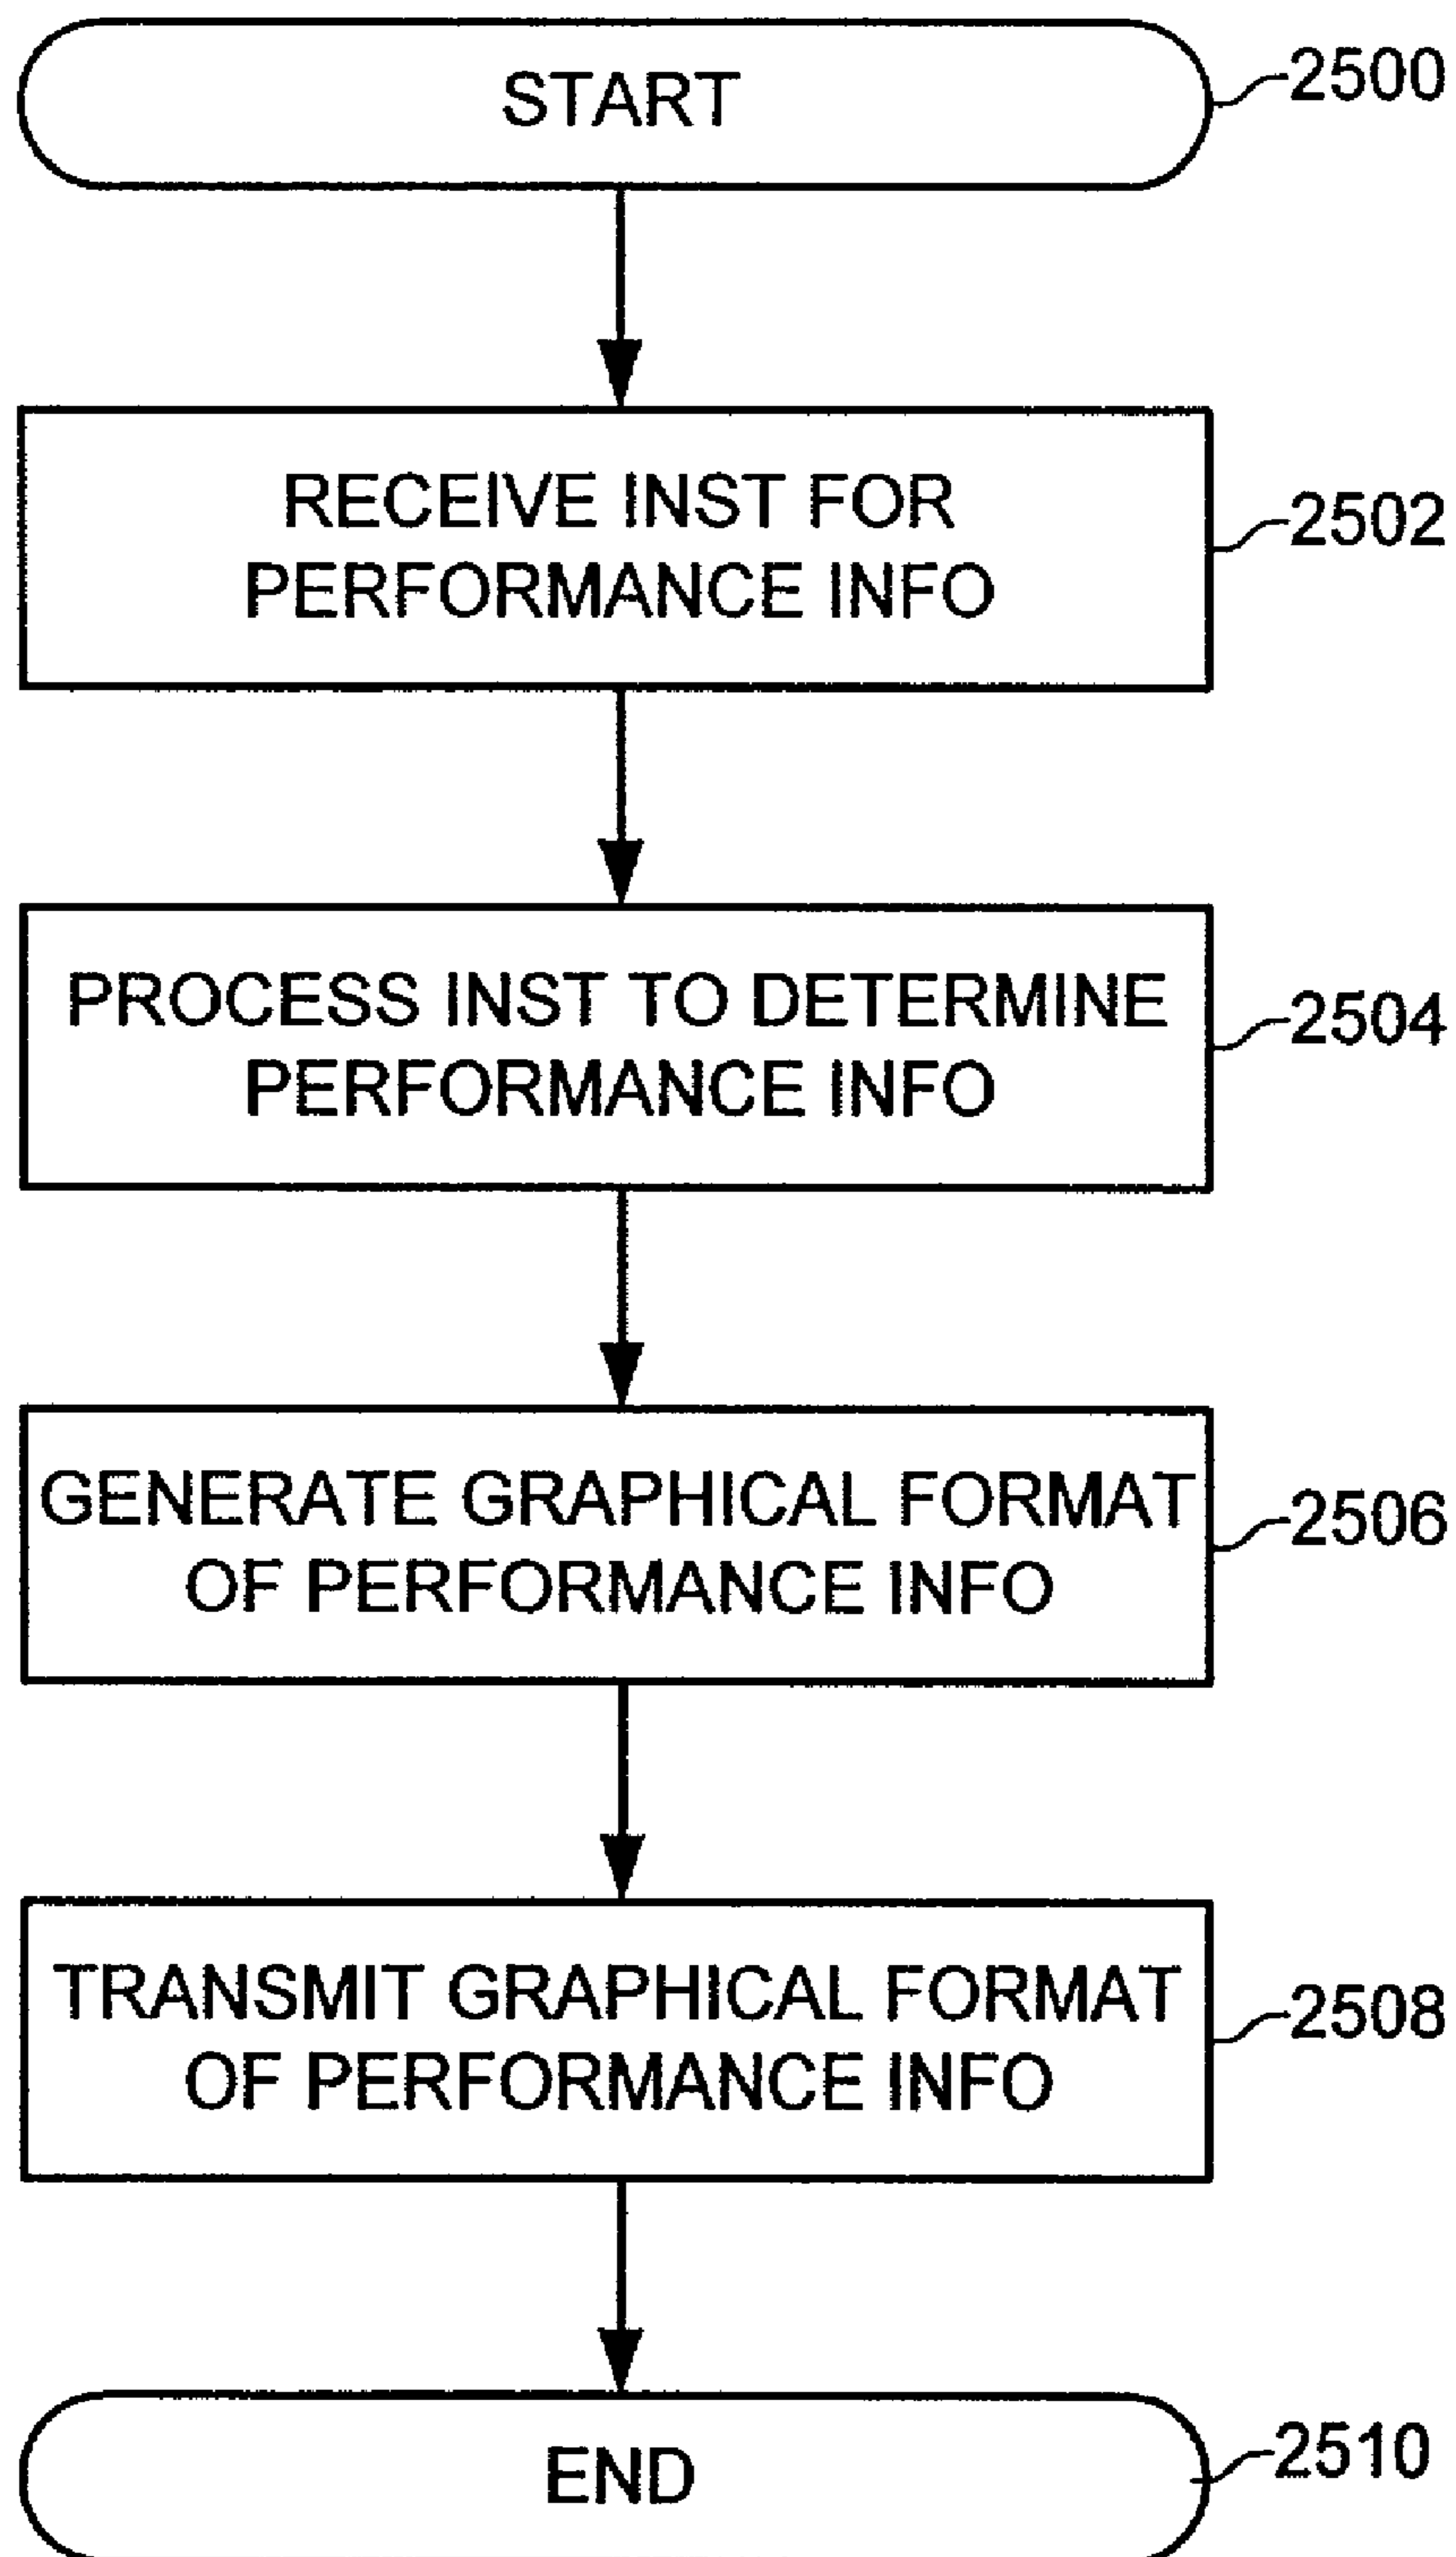 START
2500
RECEIVE INST FOR
PERFORMANCE INFO
2502
PROCESS INST TO DETERMINE
PERFORMANCE INFO
2504
GENERATE GRAPHICAL FORMAT
OF PERFORMANCE INFO
2506
TRANSMIT GRAPHICAL FORMAT
OF PERFORMANCE INFO
2508
END
2510